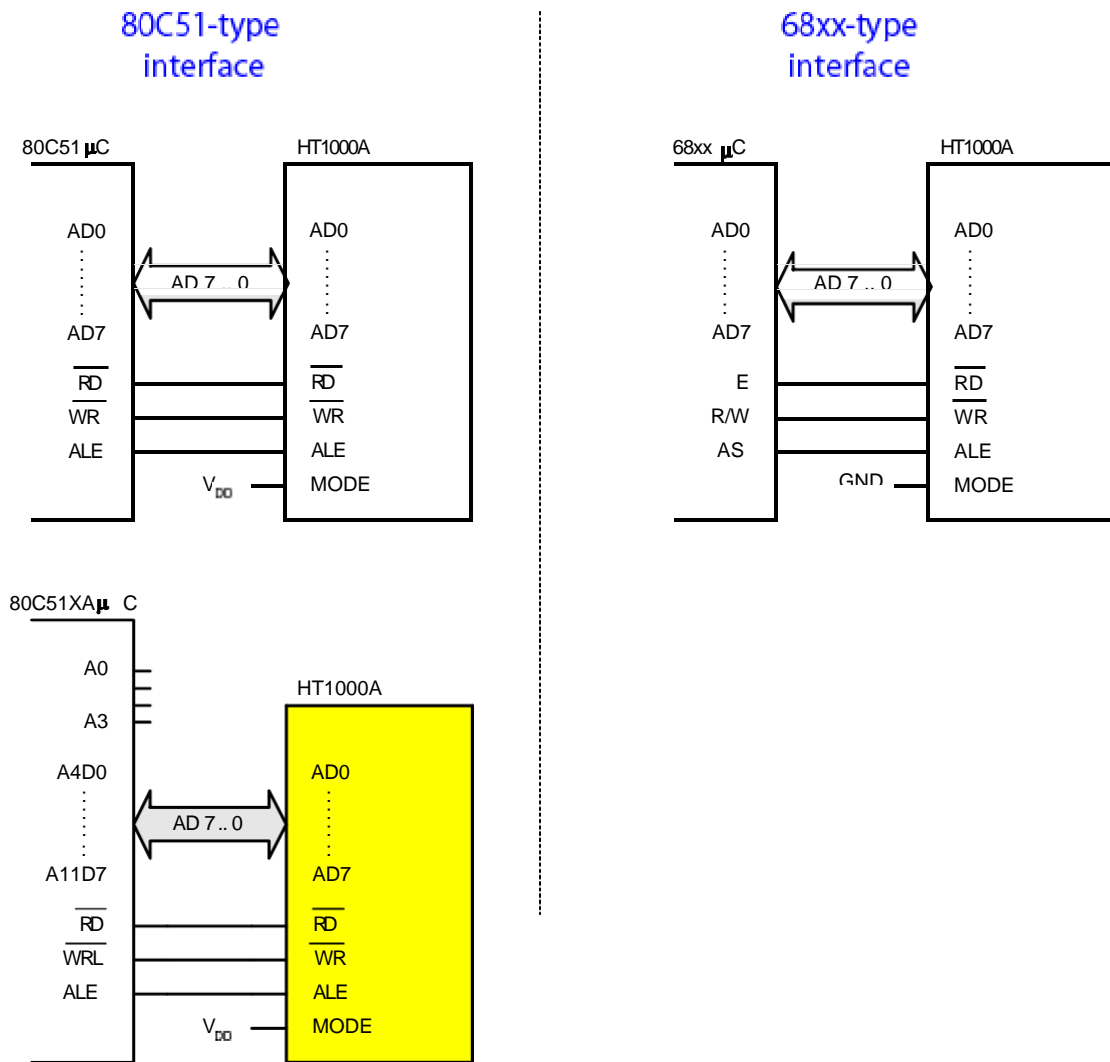 80C51-type
interface
68xx-type
interface
80C51 μC
HT1000A
AD0
AD7
RD
WR
ALE
AD 7 .. 0
AD0
AD7
RD
WR
ALE
VDD
MODE
68xx μC
HT1000A
AD0
AD7
E
R/W
AS
AD 7 .. 0
AD0
AD7
RD
WR
ALE
GND
MODE
80C51XAμ C
A0
A3
A4D0
A11D7
RD
WRL
ALE
AD 7 .. 0
HT1000A
AD0
AD7
RD
WR
ALE
VDD
MODE